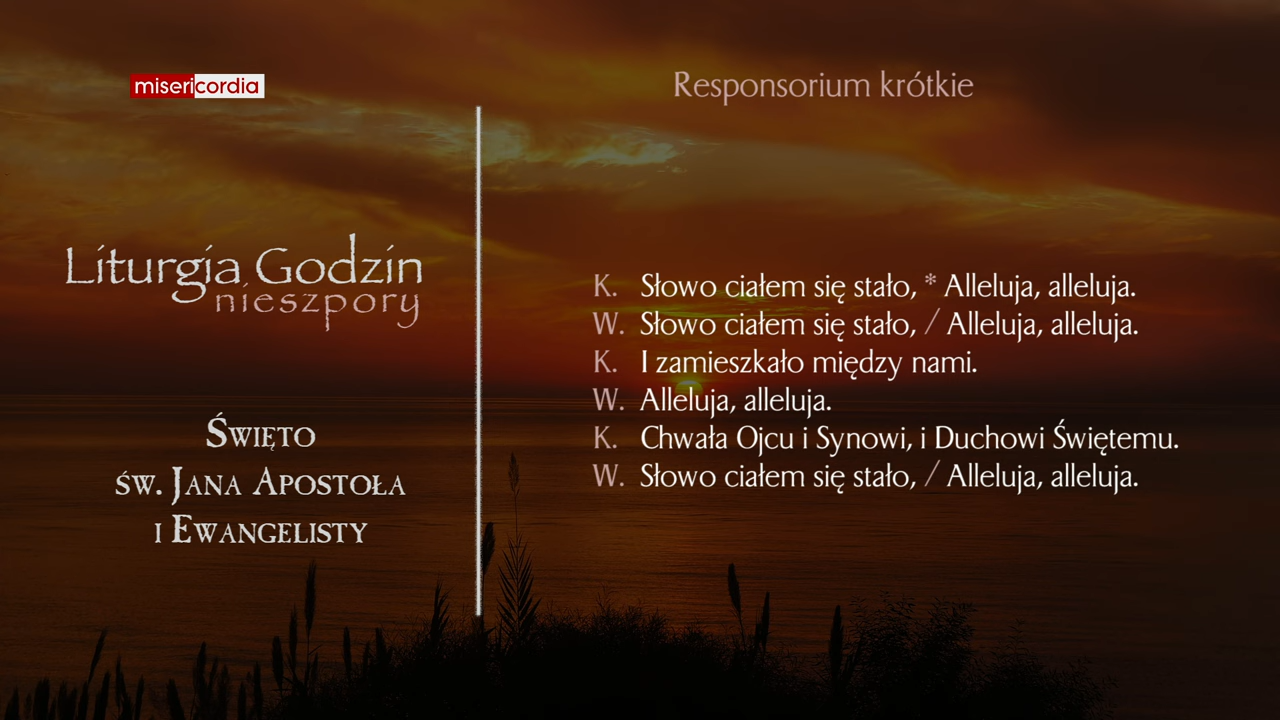 misericordia
Responsorium krótkie
Liturgia Godzin
nieszpory
Święto
św. Jana Apostoła
i Ewangelisty
K. Słowo ciałem się stało, * Alleluja, alleluja.
W. Słowo ciałem się stało, / Alleluja, alleluja.
K. I zamieszkało między nami.
W. Alleluja, alleluja.
K. Chwała Ojcu i Synowi, i Duchowi Świętemu.
W. Słowo ciałem się stało, / Alleluja, alleluja.